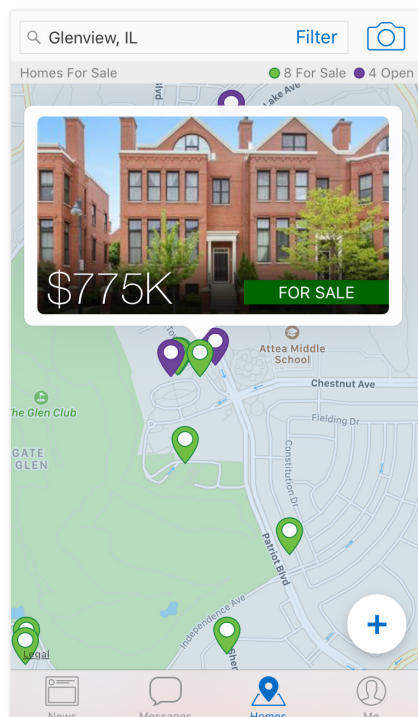 Glenview, IL
Filter
Homes For Sale
8 For Sale
4 Open
Blvd
Lake Ave
$775K
FOR SALE
Attea Middle
School
Chestnut Ave
The Glen Club
Fielding Dr
GATE
GLEN
Constitution Dr
Patriot Blvd
Independence Ave
Legal
News
Messages
Homes
Me